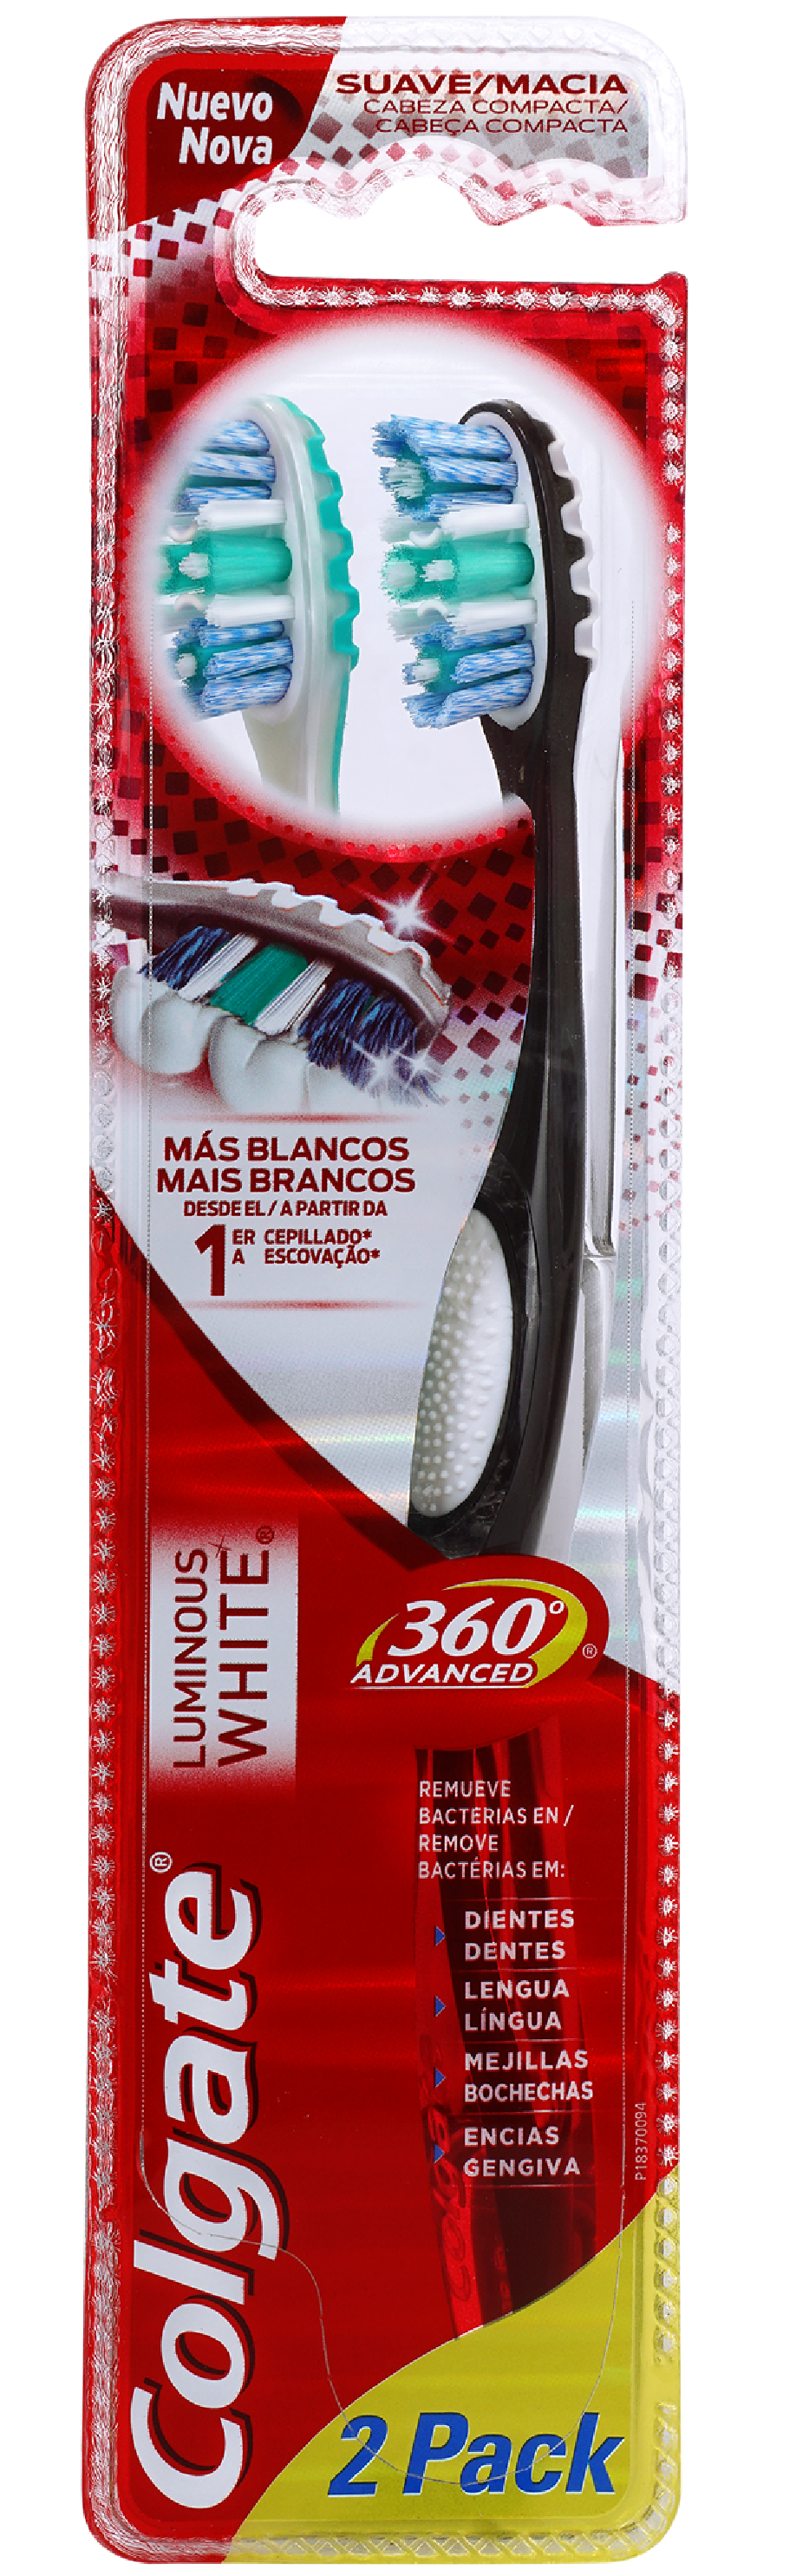 Nuevo
Nova
SUAVE/MACIA
CABEZA COMPACTA/
CABEÇA COMPACTA
MÁS BLANCOS
MAIS BRANCOS
DESDE EL / A PARTIR DA
1 ER CEPILLADO*
A ESCOVAÇÃO*
LUMINOUS
WHITE®
360°
ADVANCED®
REMUEVE
BACTERIAS EN /
REMOVE
BACTÉRIAS EM:
DIENTES
DENTES
LENGUA
LÍNGUA
MEJILLAS
BOCHECHAS
ENCIAS
GENGIVA
P18370094
Colgate®
2 Pack